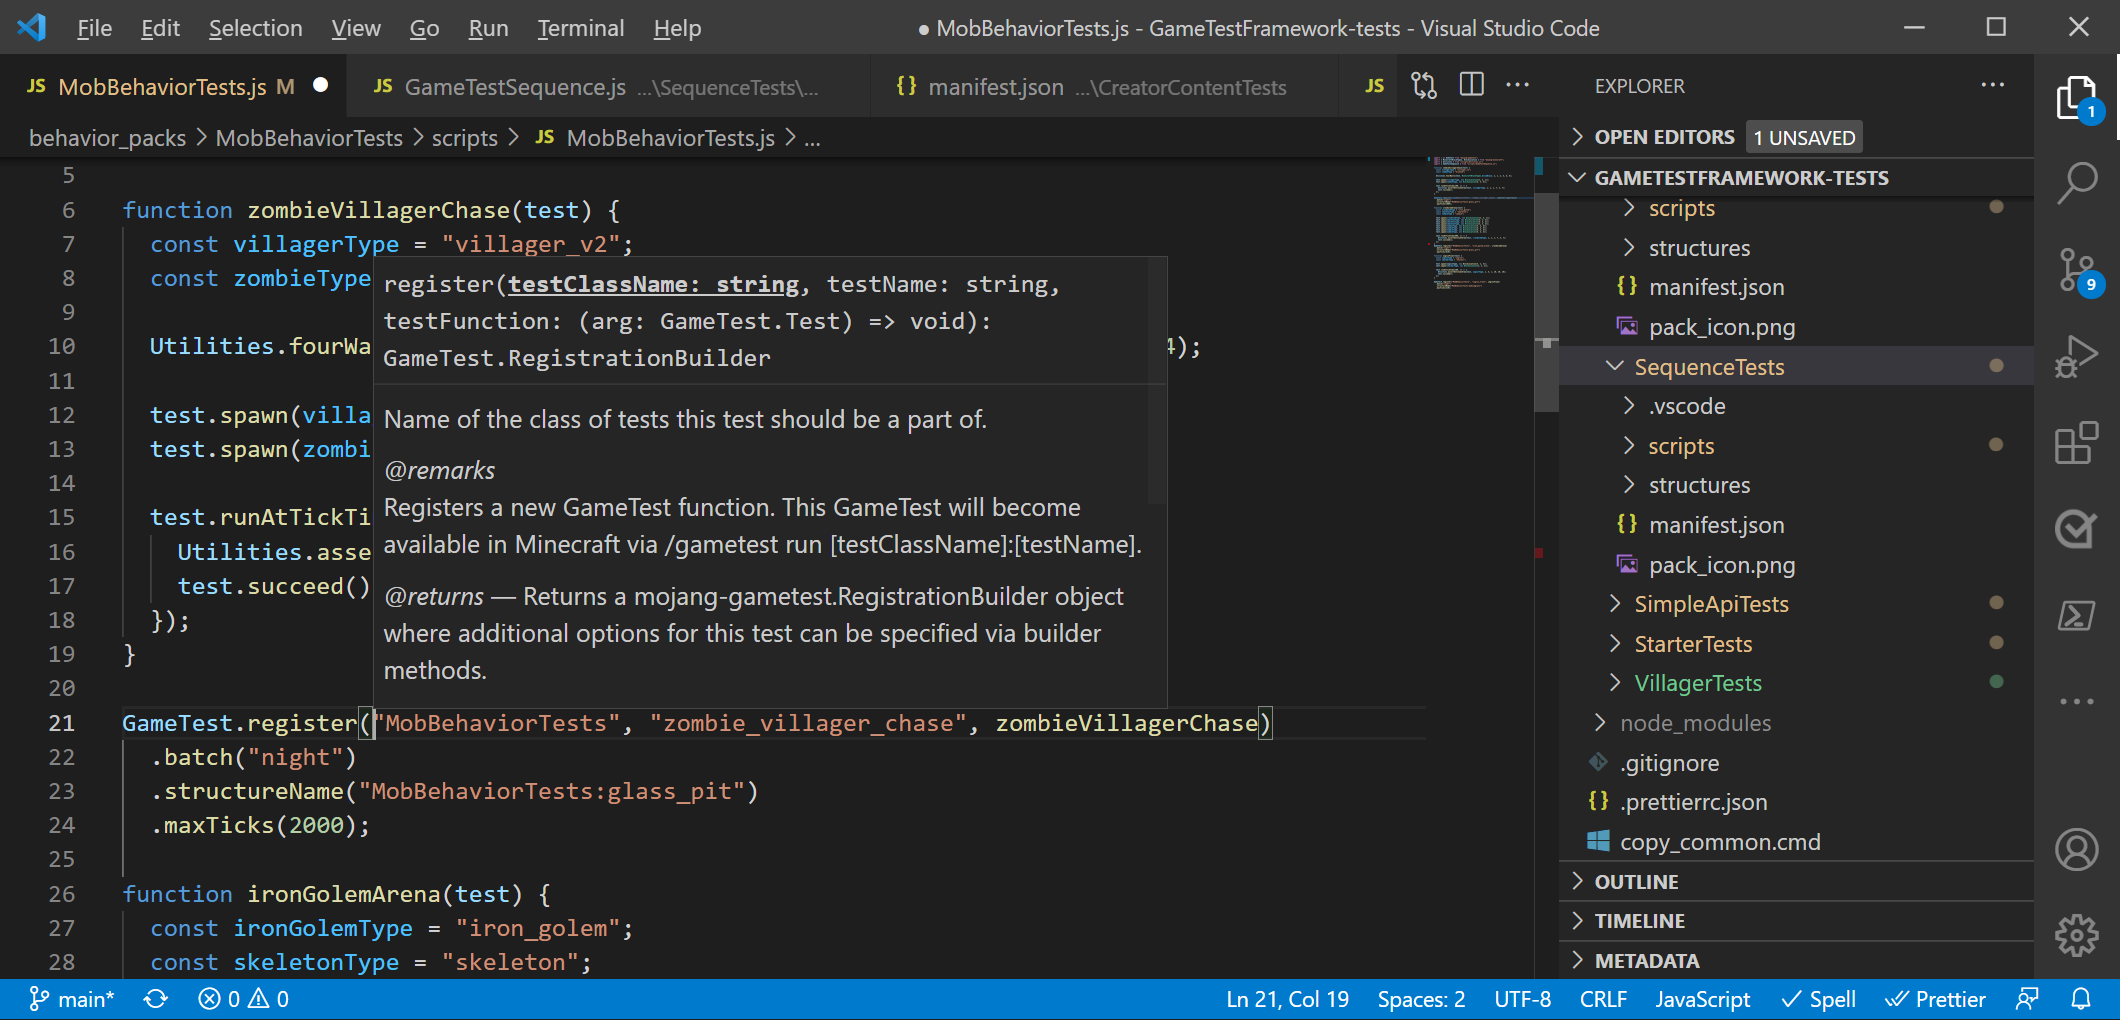 File Edit Selection View Go Run Terminal Help
● MobBehaviorTests.js - GameTestFramework-tests - Visual Studio Code
JS MobBehaviorTests.js M ●
JS GameTestSequence.js ...\SequenceTests\...
{} manifest.json ...\CreatorContentTests
JS
behavior_packs > MobBehaviorTests > scripts > JS MobBehaviorTests.js > ...
5
6 function zombieVillagerChase(test) {
7 const villagerType = "villager_v2";
8 const zombieType
9
10 Utilities.fourWa 4);
11
12 test.spawn(villa
13 test.spawn(zombi
14
15 test.runAtTickTi
16 Utilities.asse
17 test.succeed()
18 });
19 }
20
21 GameTest.register("MobBehaviorTests", "zombie_villager_chase", zombieVillagerChase)
22 .batch("night")
23 .structureName("MobBehaviorTests:glass_pit")
24 .maxTicks(2000);
25
26 function ironGolemArena(test) {
27 const ironGolemType = "iron_golem";
28 const skeletonType = "skeleton";
register(testClassName: string, testName: string,
testFunction: (arg: GameTest.Test) => void):
GameTest.RegistrationBuilder
Name of the class of tests this test should be a part of.
@remarks
Registers a new GameTest function. This GameTest will become
available in Minecraft via /gametest run [testClassName]:[testName].
@returns — Returns a mojang-gametest.RegistrationBuilder object
where additional options for this test can be specified via builder
methods.
EXPLORER ...
OPEN EDITORS 1 UNSAVED
GAMETESTFRAMEWORK-TESTS
scripts
structures
{} manifest.json
pack_icon.png
SequenceTests
.vscode
scripts
structures
{} manifest.json
pack_icon.png
SimpleApiTests
StarterTests
VillagerTests
node_modules
.gitignore
{} .prettierrc.json
copy_common.cmd
OUTLINE
TIMELINE
METADATA
1
9
main* 0 0
Ln 21, Col 19 Spaces: 2 UTF-8 CRLF JavaScript Spell Prettier